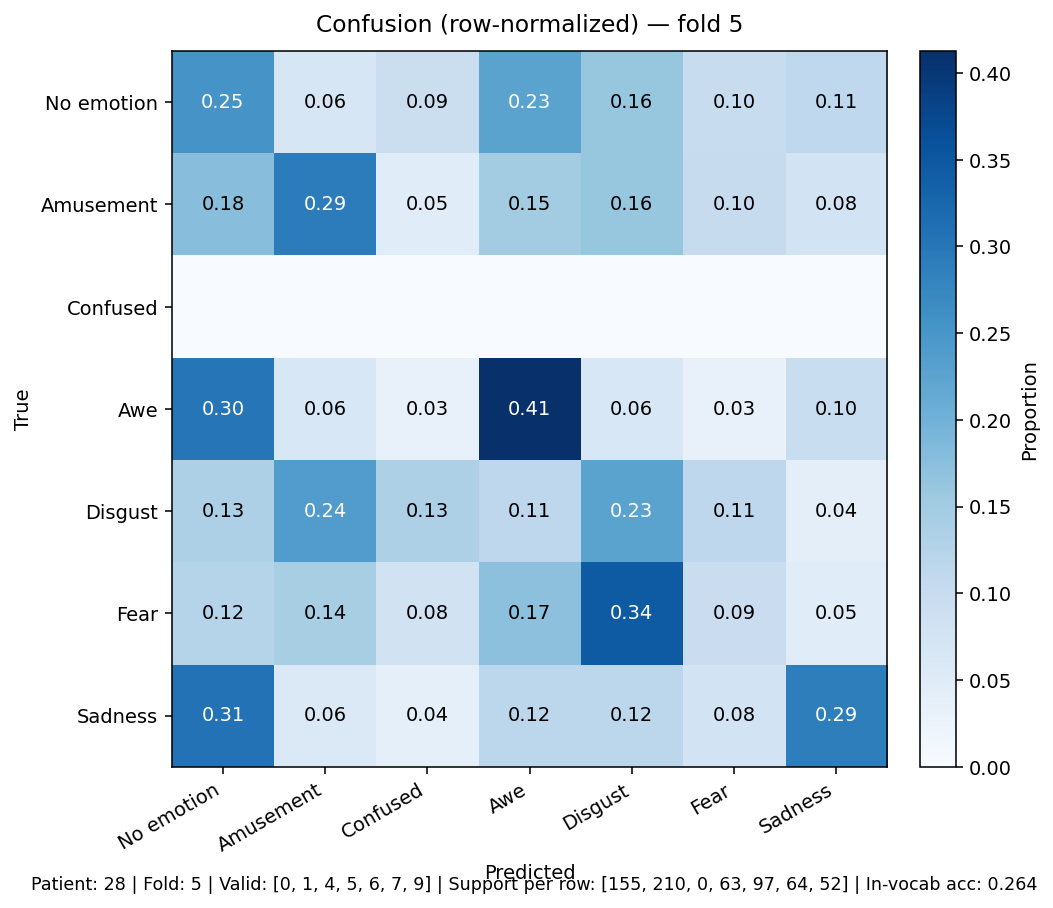 Confusion (row-normalized) — fold 5
True
No emotion 0.25 0.06 0.09 0.23 0.16 0.10 0.11
Amusement 0.18 0.29 0.05 0.15 0.16 0.10 0.08
Confused
Awe 0.30 0.06 0.03 0.41 0.06 0.03 0.10
Disgust 0.13 0.24 0.13 0.11 0.23 0.11 0.04
Fear 0.12 0.14 0.08 0.17 0.34 0.09 0.05
Sadness 0.31 0.06 0.04 0.12 0.12 0.08 0.29
No emotion Amusement Confused Awe Disgust Fear Sadness
Predicted
0.40
0.35
0.30
0.25
0.20
0.15
0.10
0.05
0.00
Proportion
Patient: 28 | Fold: 5 | Valid: [0, 1, 4, 5, 6, 7, 9] | Support per row: [155, 210, 0, 63, 97, 64, 52] | In-vocab acc: 0.264